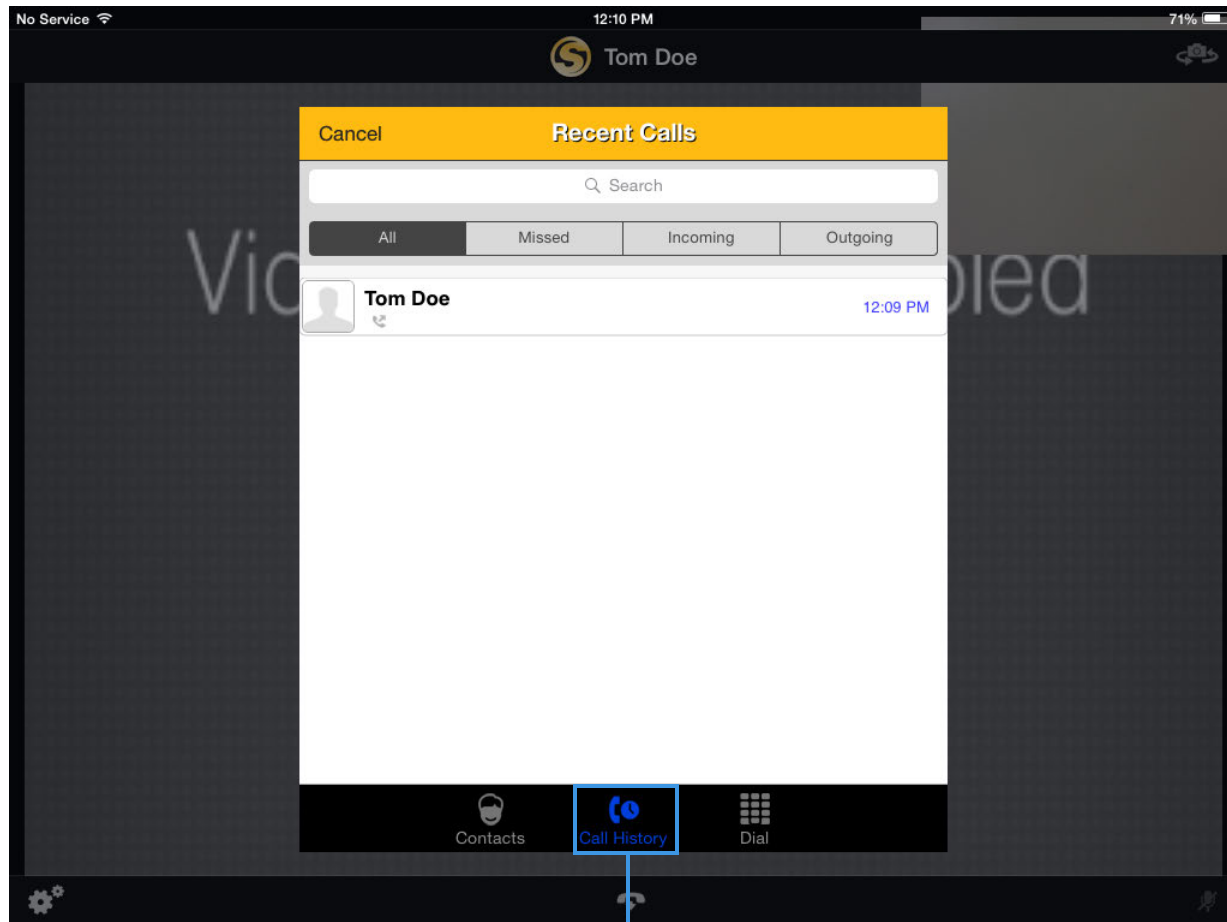 No Service 12:10 PM 71%
Tom Doe
Cancel Recent Calls
Search
All Missed Incoming Outgoing
Tom Doe
12:09 PM
Contacts Call History Dial